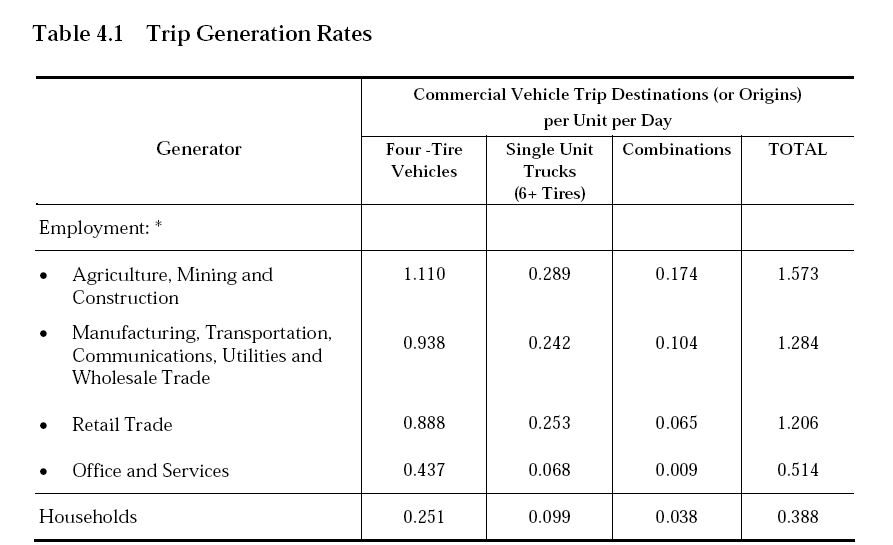 Table 4.1 Trip Generation Rates
Generator
Commercial Vehicle Trip Destinations (or Origins)
per Unit per Day
Four -Tire
Vehicles
Single Unit
Trucks
(6+ Tires)
Combinations
TOTAL
Employment: *
• Agriculture, Mining and
Construction
1.110 0.289 0.174 1.573
• Manufacturing, Transportation,
Communications, Utilities and
Wholesale Trade
0.938 0.242 0.104 1.284
• Retail Trade 0.888 0.253 0.065 1.206
• Office and Services 0.437 0.068 0.009 0.514
Households 0.251 0.099 0.038 0.388